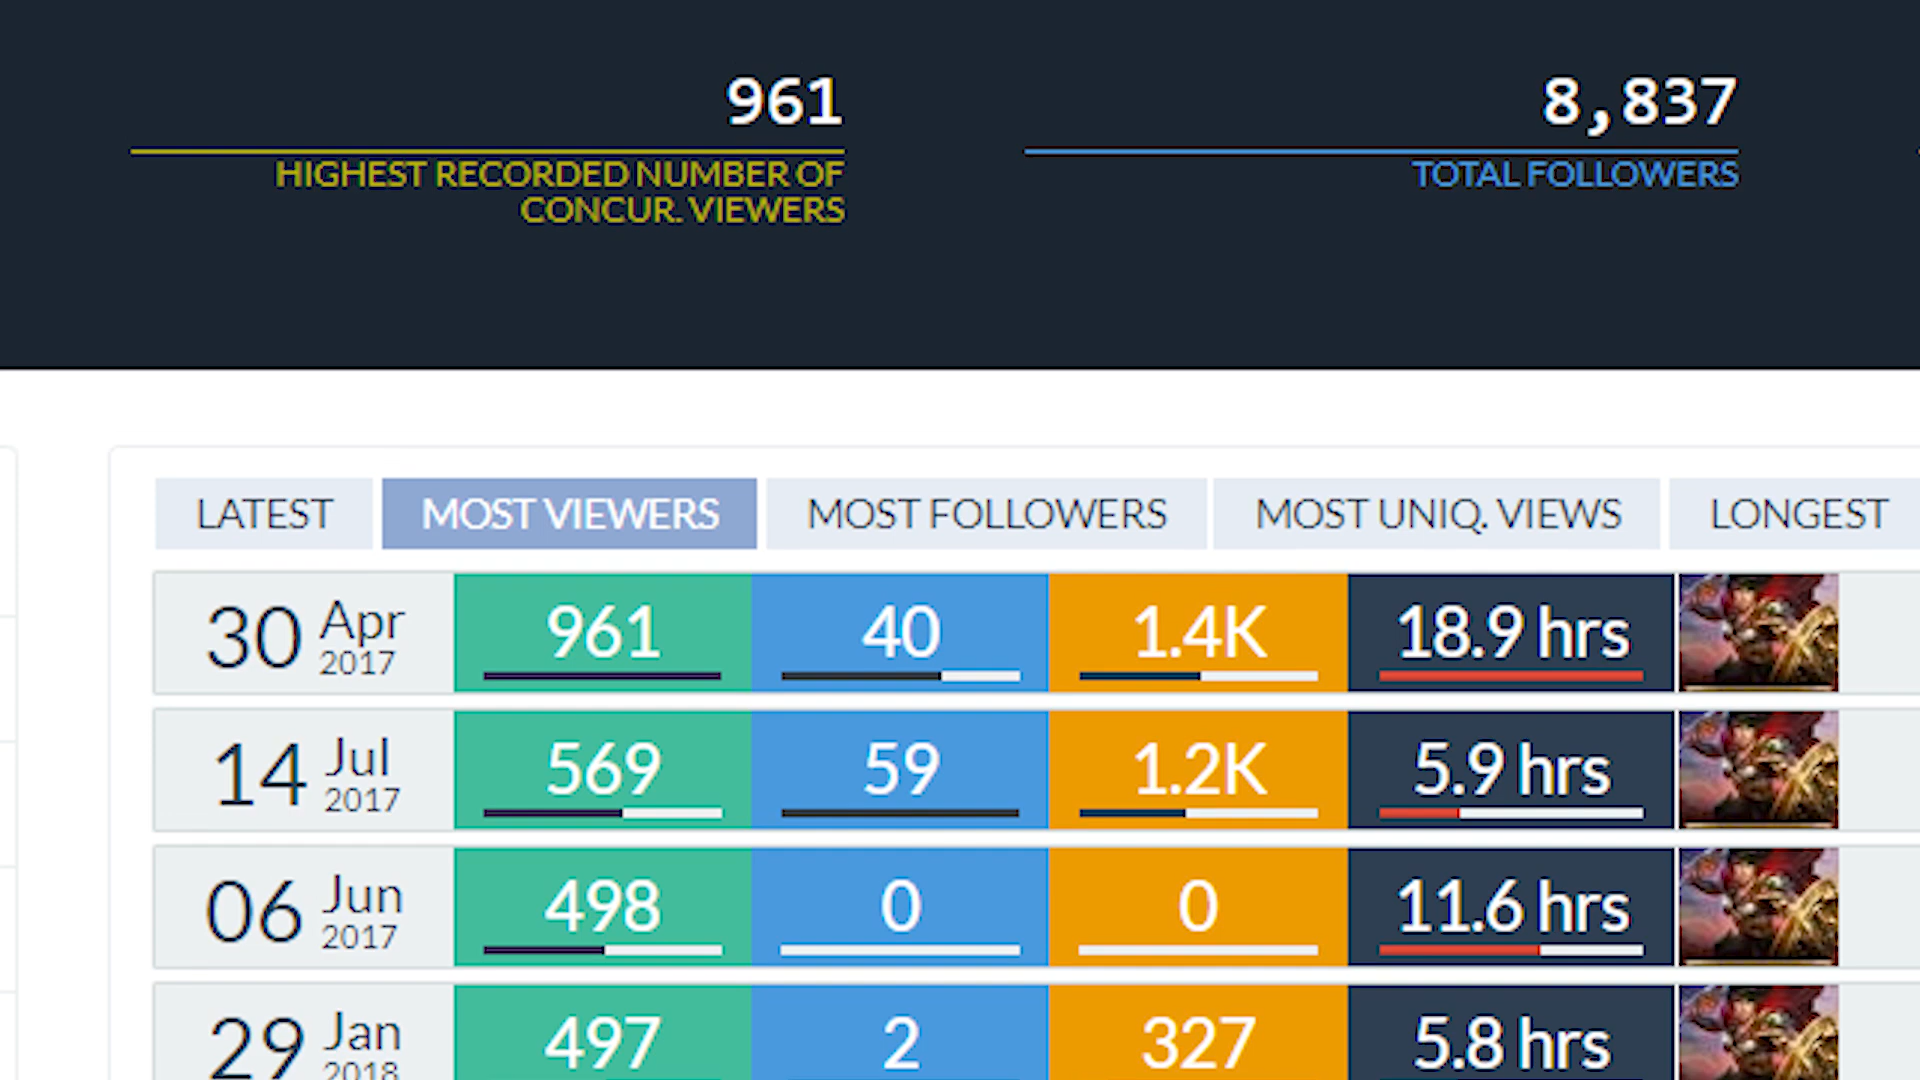 961
HIGHEST RECORDED NUMBER OF
CONCUR. VIEWERS
8,837
TOTAL FOLLOWERS
LATEST MOST VIEWERS MOST FOLLOWERS MOST UNIQ. VIEWS LONGEST
30 Apr 2017 961 40 1.4K 18.9 hrs
14 Jul 2017 569 59 1.2K 5.9 hrs
06 Jun 2017 498 0 0 11.6 hrs
29 Jan 2018 497 2 327 5.8 hrs